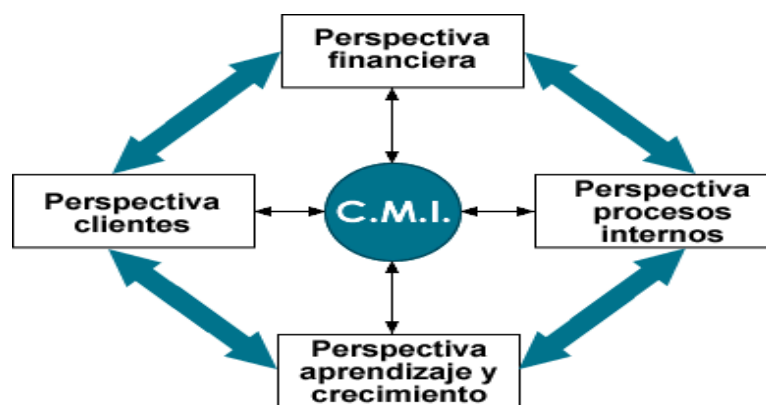 Perspectiva
financiera
Perspectiva
clientes
C.M.I.
Perspectiva
procesos
internos
Perspectiva
aprendizaje y
crecimiento